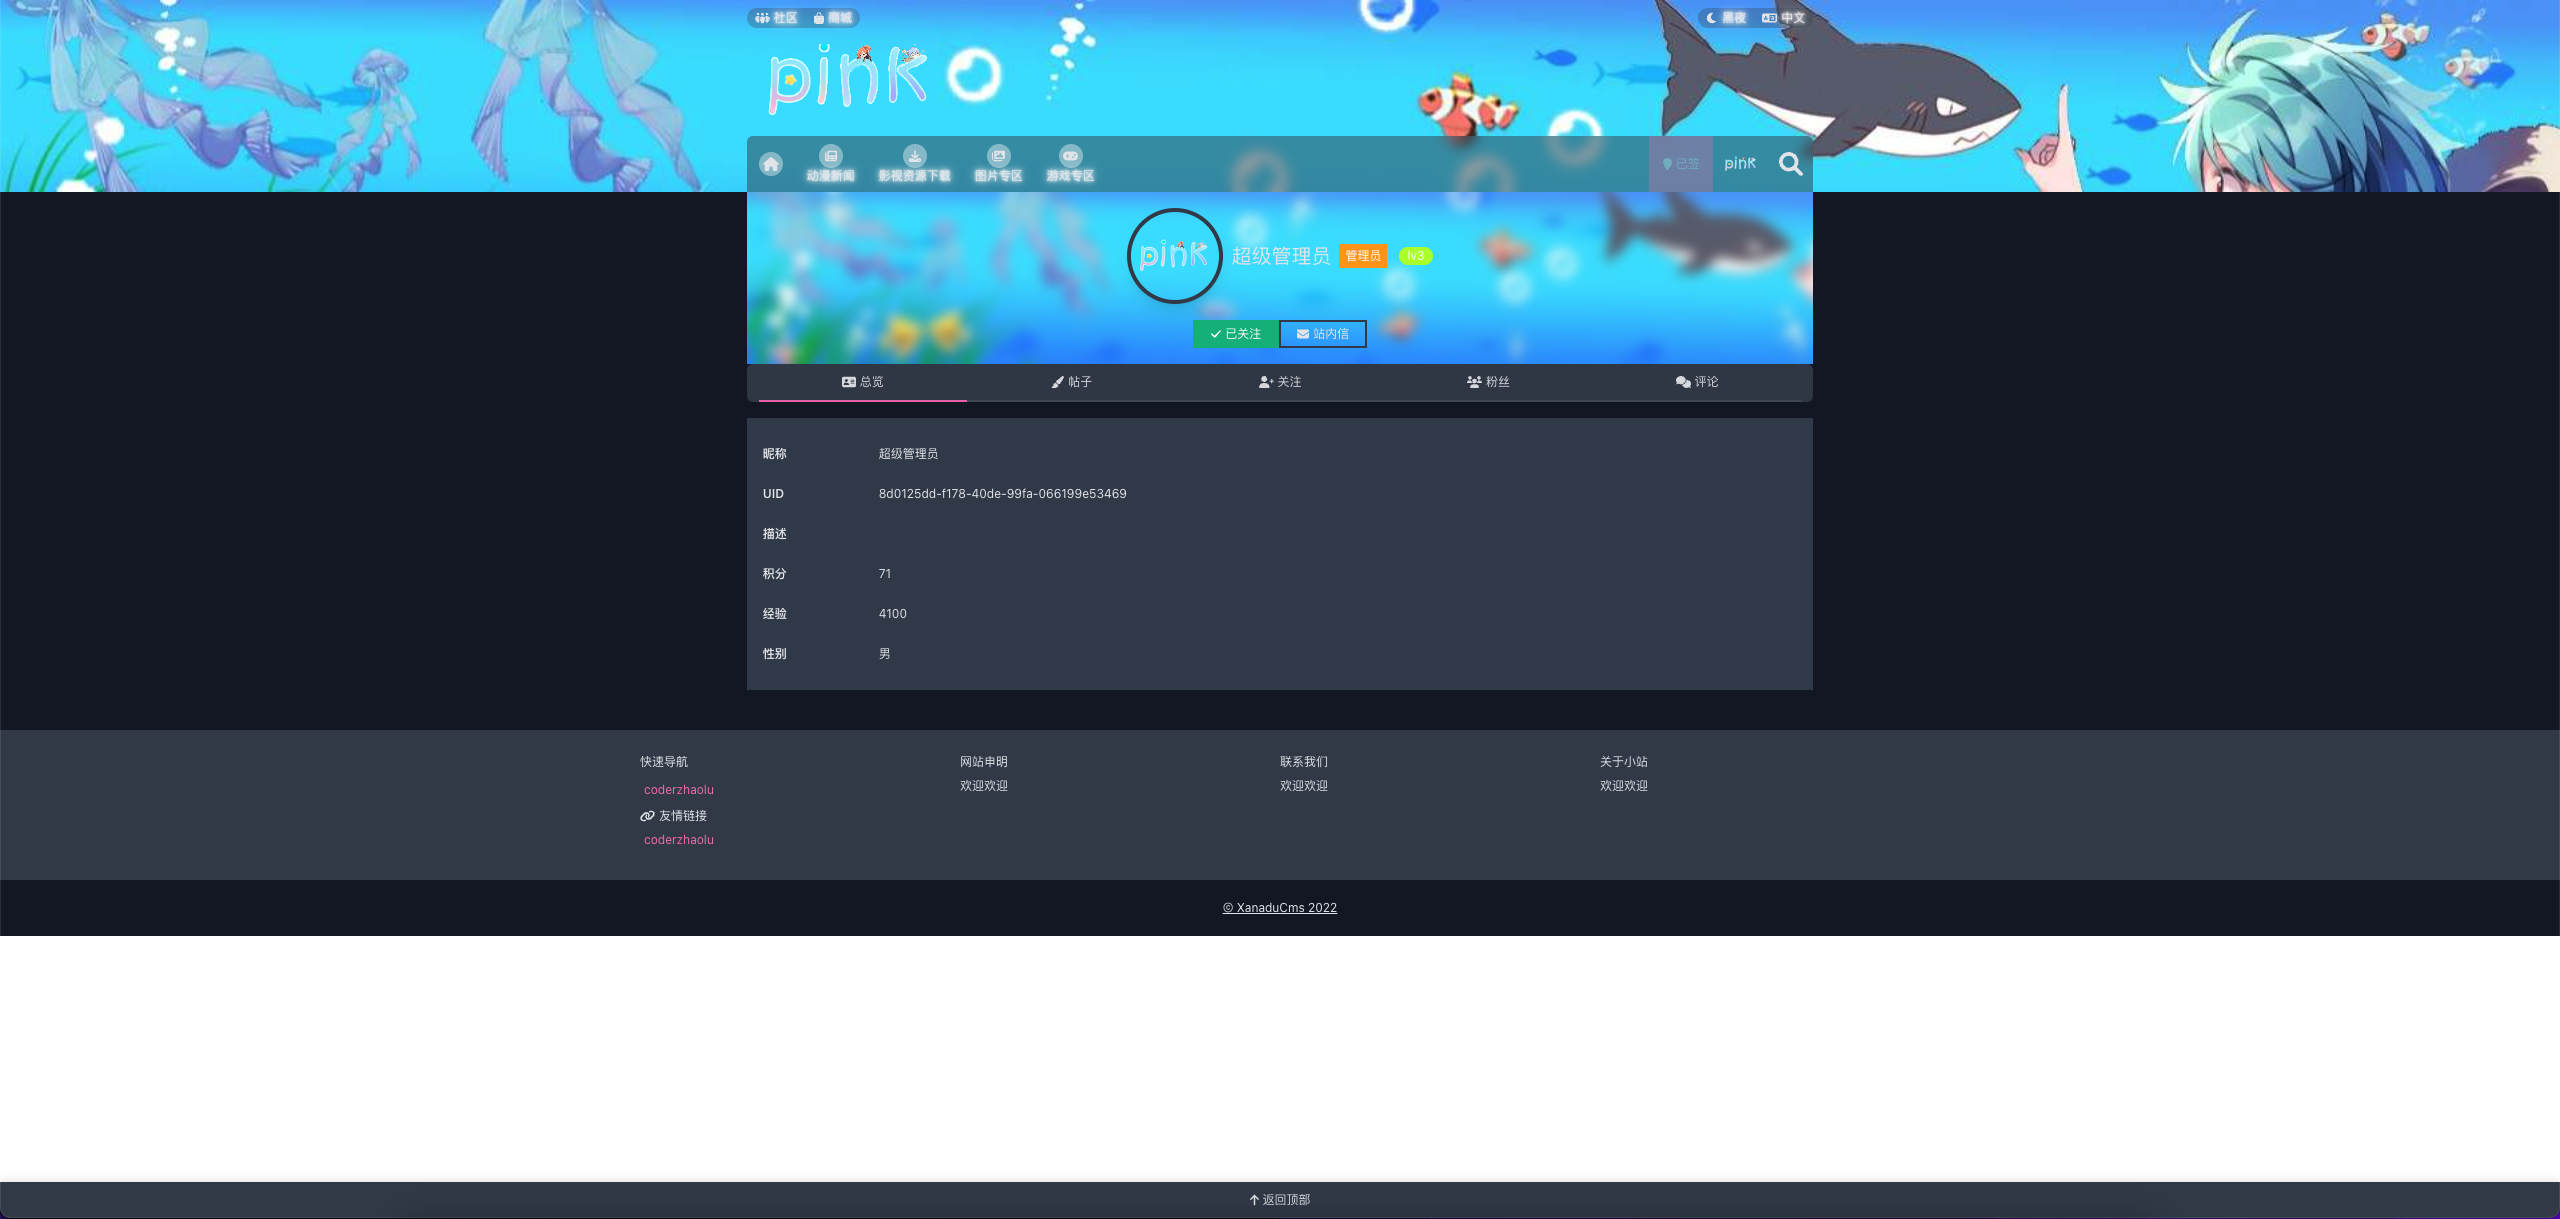 社区 商城 黑夜 中文
pink
动漫新闻 影视资源下载 图片专区 游戏专区 已签 pink
pink 超级管理员 管理员 lv3
已关注 站内信
总览 帖子 关注 粉丝 评论
昵称 超级管理员
UID 8d0125dd-f178-40de-99fa-066199e53469
描述
积分 71
经验 4100
性别 男
快速导航 网站申明 联系我们 关于小站
coderzhaolu 欢迎欢迎 欢迎欢迎 欢迎欢迎
友情链接
coderzhaolu
© XanaduCms 2022
返回顶部